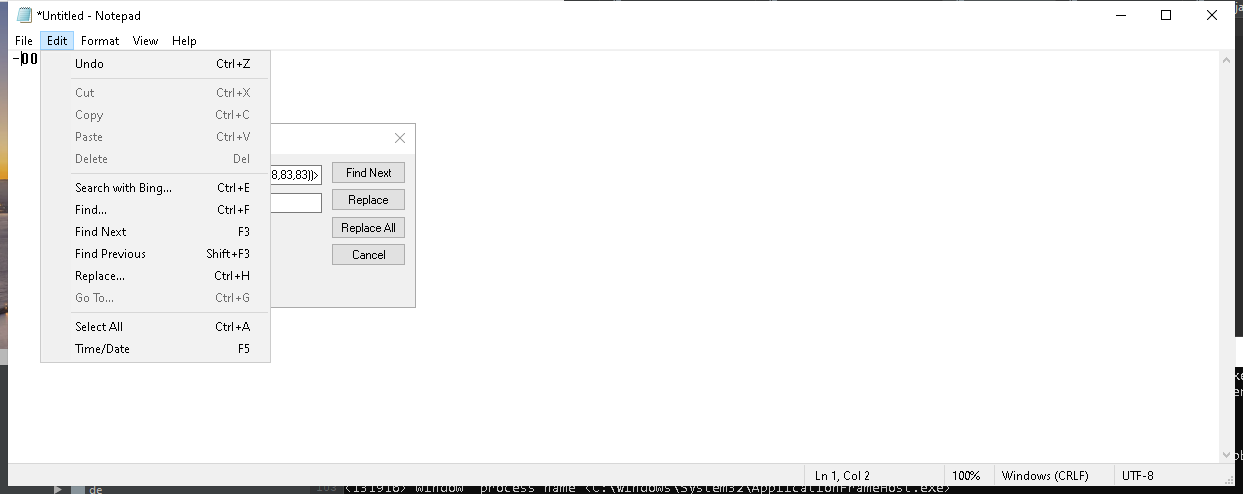 *Untitled - Notepad
File Edit Format View Help
-00
Undo Ctrl+Z
Cut Ctrl+X
Copy Ctrl+C
Paste Ctrl+V
Delete Del
Search with Bing... Ctrl+E
Find... Ctrl+F
Find Next F3
Find Previous Shift+F3
Replace... Ctrl+H
Go To... Ctrl+G
Select All Ctrl+A
Time/Date F5
8,83,83))>
Find Next
Replace
Replace All
Cancel
Ln 1, Col 2 100% Windows (CRLF) UTF-8
de
<131916> window process name <C:\Windows\System32\ApplicationFrameHost.exe>